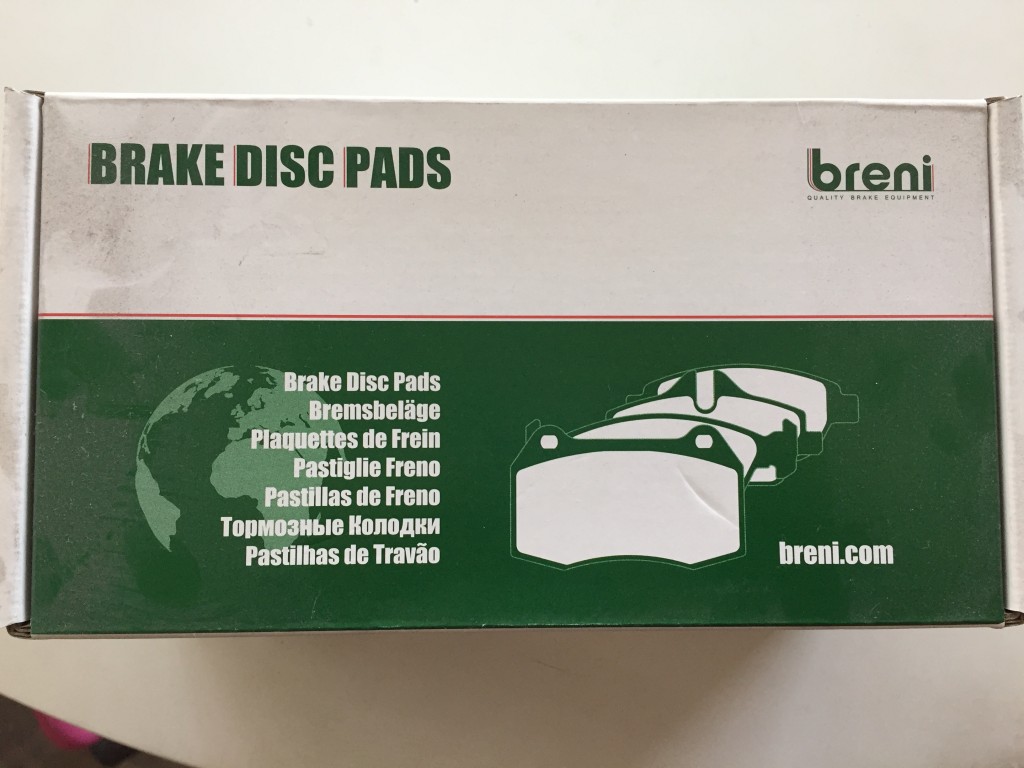 BRAKE DISC PADS
breni
QUALITY BRAKE EQUIPMENT
Brake Disc Pads
Bremsbeläge
Plaquettes de Frein
Pastiglie Freno
Pastillas de Freno
Тормозные Колодки
Pastilhas de Travão
breni.com